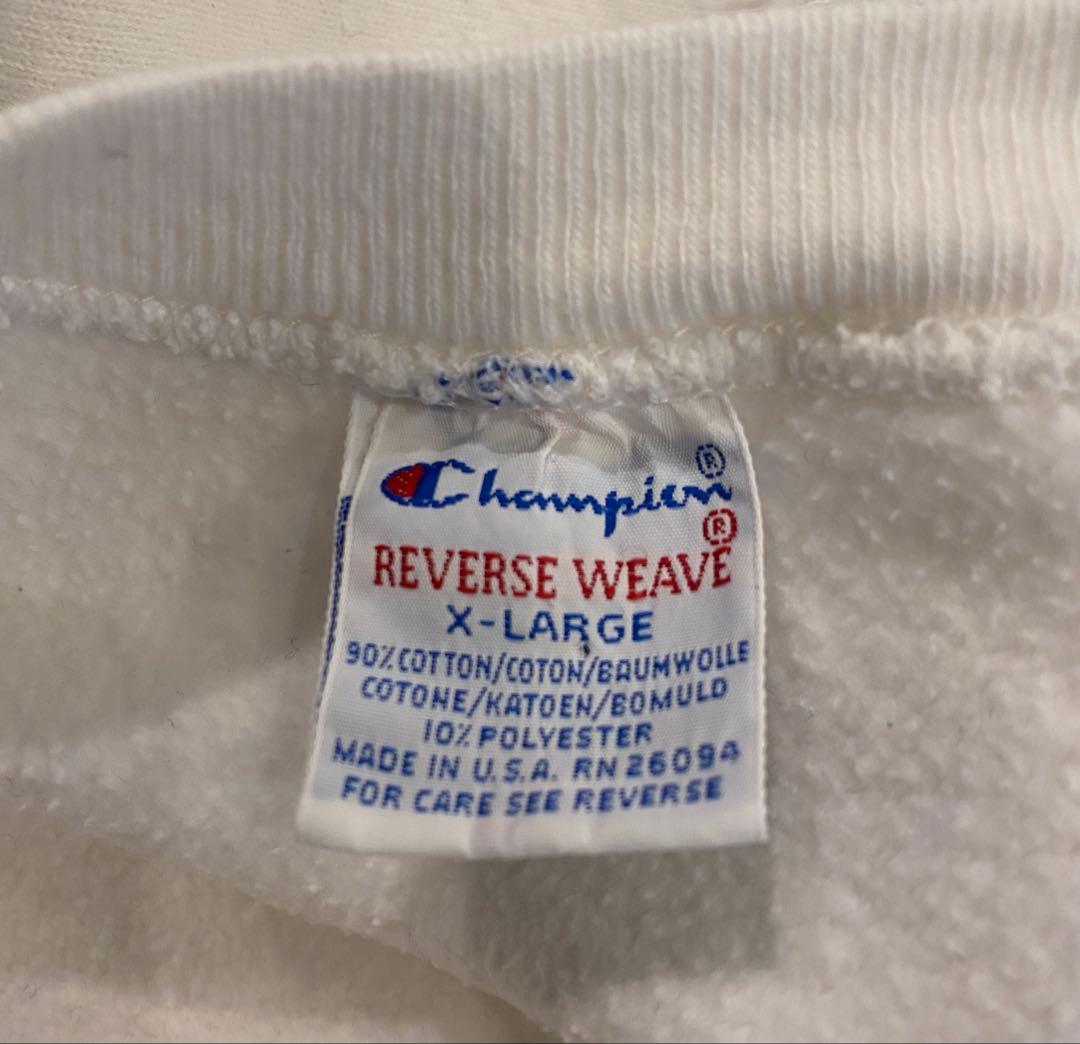 Champion®
REVERSE WEAVE®
X-LARGE
90% COTTON/COTON/BAUMWOLLE
COTONE/KATOEN/BOMULD
10% POLYESTER
MADE IN U.S.A. RN 26094
FOR CARE SEE REVERSE